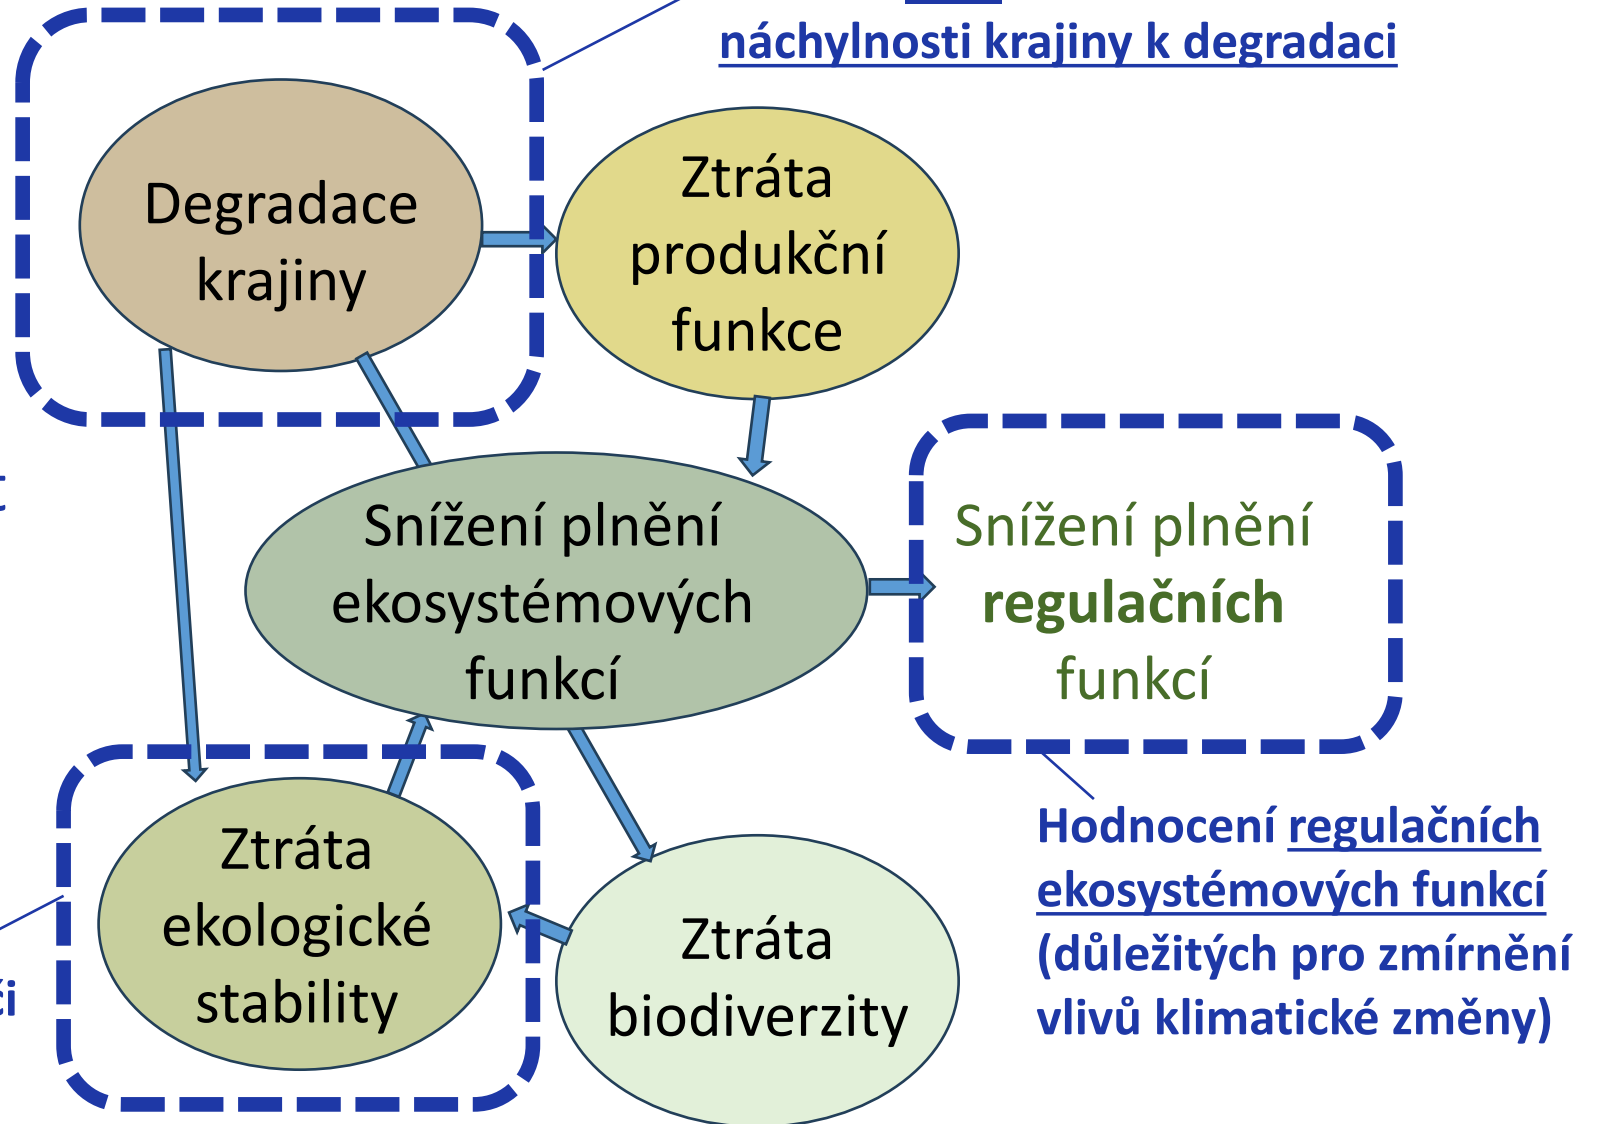 náchylnosti krajiny k degradaci
Degradace
krajiny
Ztráta
produkční
funkce
Snížení plnění
ekosystémových
funkcí
Snížení plnění
regulačních
funkcí
Ztráta
ekologické
stability
Ztráta
biodiverzity
Hodnocení regulačních
ekosystémových funkcí
(důležitých pro zmírnění
vlivů klimatické změny)